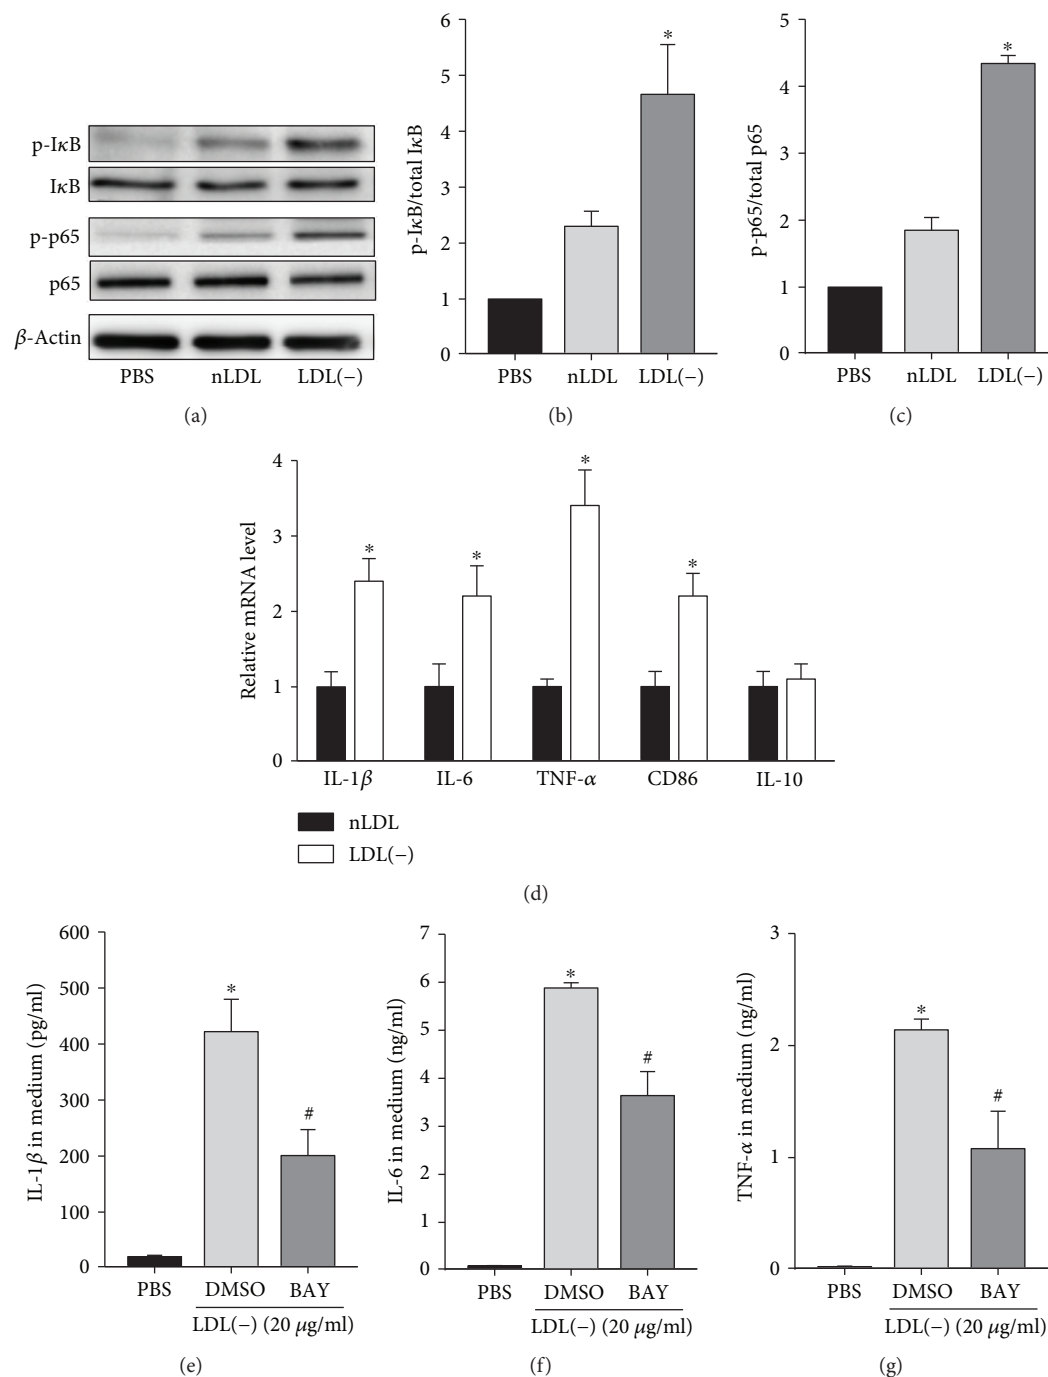 p-IκB
IκB
p-p65
p65
β-Actin
PBS nLDL LDL(−)
(a)
6
5
4
3
2
1
0
p-IκB/total IκB
*
PBS nLDL LDL(−)
(b)
5
4
3
2
1
0
p-p65/total p65
*
PBS nLDL LDL(−)
(c)
4
3
2
1
0
Relative mRNA level
* * * *
IL-1β IL-6 TNF-α CD86 IL-10
nLDL
LDL(−)
(d)
600
500
400
300
200
100
0
IL-1β in medium (pg/ml)
*
#
PBS DMSO BAY
LDL(−) (20 μg/ml)
(e)
7
6
5
4
3
2
1
0
IL-6 in medium (ng/ml)
*
#
PBS DMSO BAY
LDL(−) (20 μg/ml)
(f)
3
2
1
0
TNF-α in medium (ng/ml)
*
#
PBS DMSO BAY
LDL(−) (20 μg/ml)
(g)